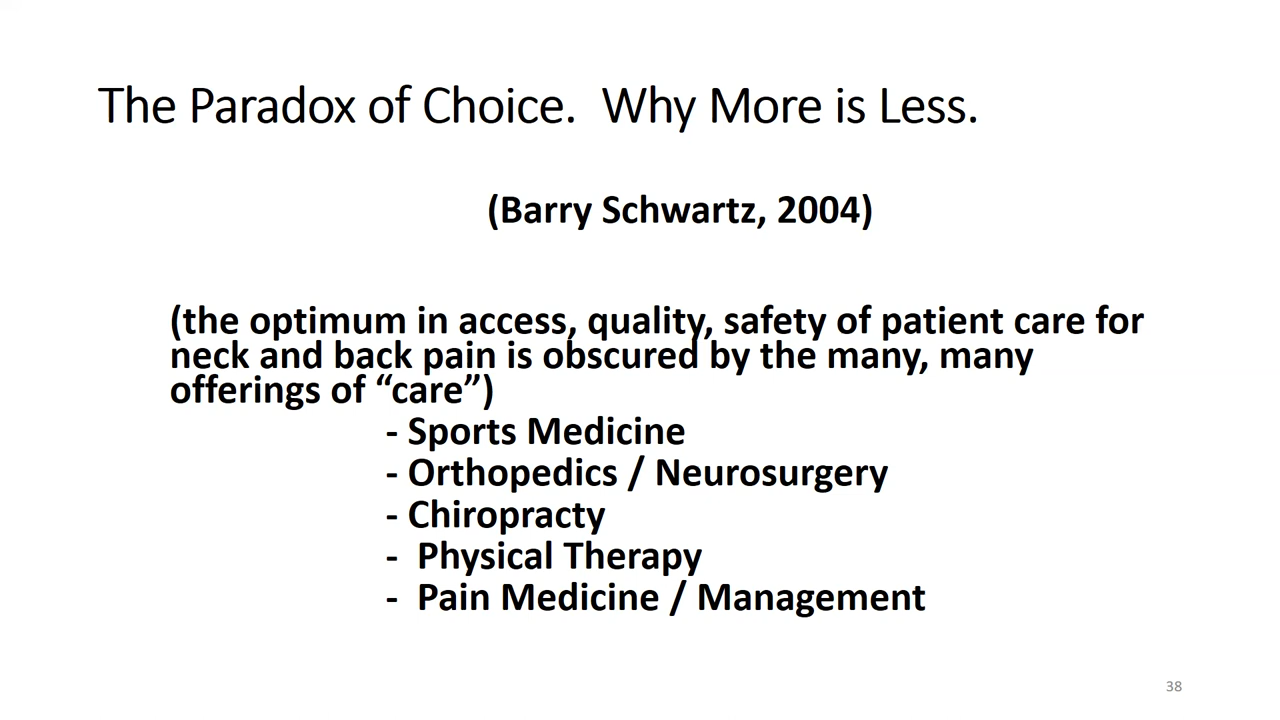 The Paradox of Choice.  Why More is Less.
(Barry Schwartz, 2004)
(the optimum in access, quality, safety of patient care for
neck and back pain is obscured by the many, many
offerings of “care”)
- Sports Medicine
- Orthopedics / Neurosurgery
- Chiropracty
-  Physical Therapy
-  Pain Medicine / Management
38